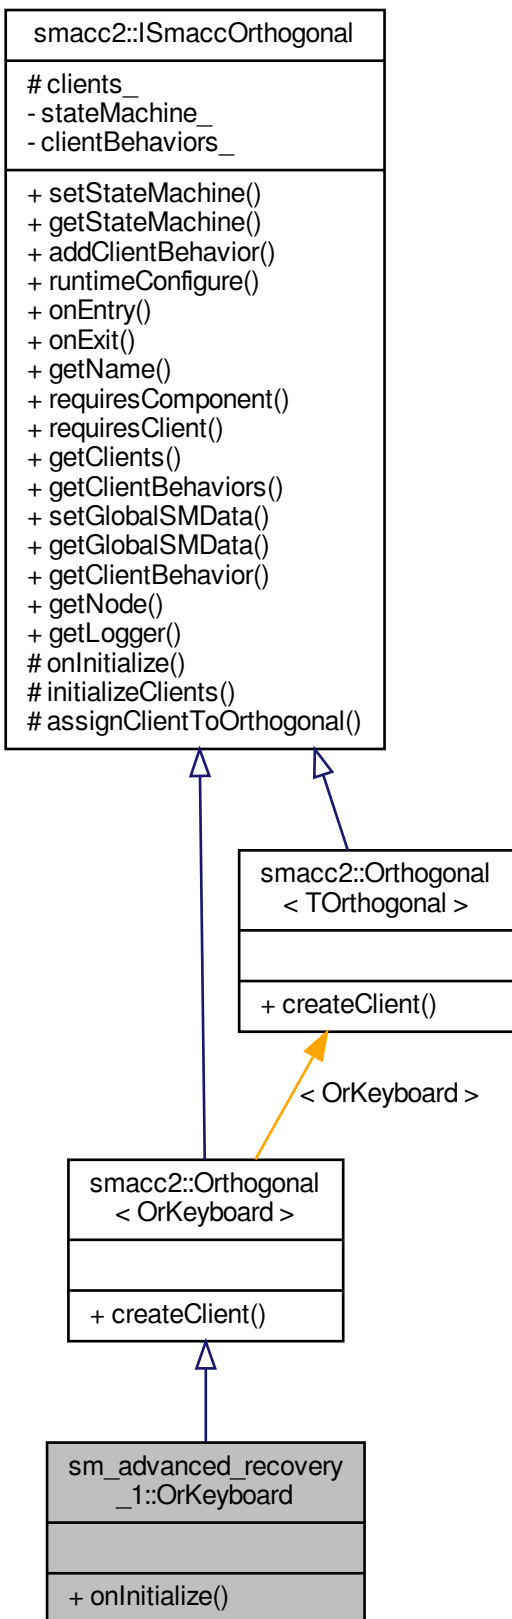 smacc2::ISmaccOrthogonal
# clients_
- stateMachine_
- clientBehaviors_
+ setStateMachine()
+ getStateMachine()
+ addClientBehavior()
+ runtimeConfigure()
+ onEntry()
+ onExit()
+ getName()
+ requiresComponent()
+ requiresClient()
+ getClients()
+ getClientBehaviors()
+ setGlobalSMData()
+ getGlobalSMData()
+ getClientBehavior()
+ getNode()
+ getLogger()
# onInitialize()
# initializeClients()
# assignClientToOrthogonal()
smacc2::Orthogonal
< TOrthogonal >
+ createClient()
< OrKeyboard >
smacc2::Orthogonal
< OrKeyboard >
+ createClient()
sm_advanced_recovery
_1::OrKeyboard
+ onInitialize()